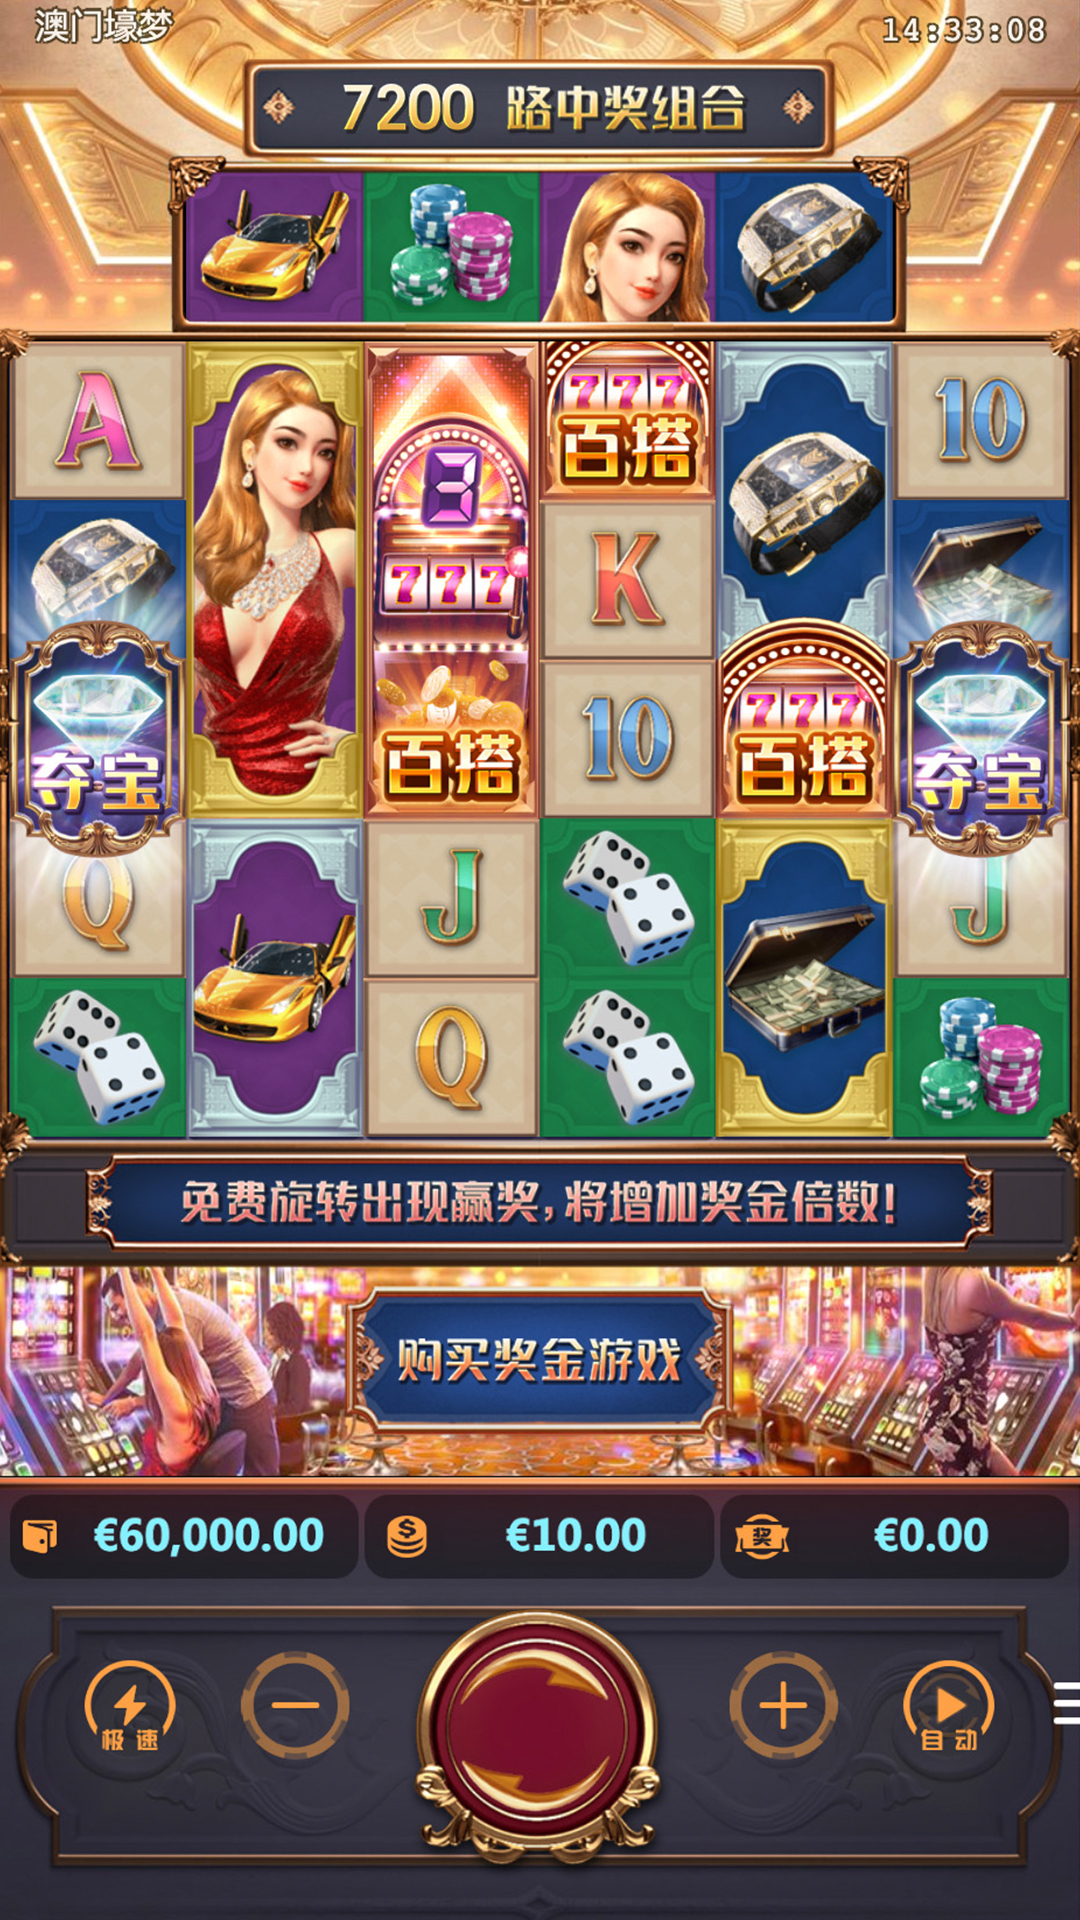 澳门壕梦 14:33:08
7200 路中奖组合
777
百搭
A
10
3
777
K
777
百搭
10
夺宝
百搭
夺宝
Q
J
J
Q
免费旋转出现赢奖,将增加奖金倍数!
购买奖金游戏
€60,000.00 €10.00 奖 €0.00
极速 自动